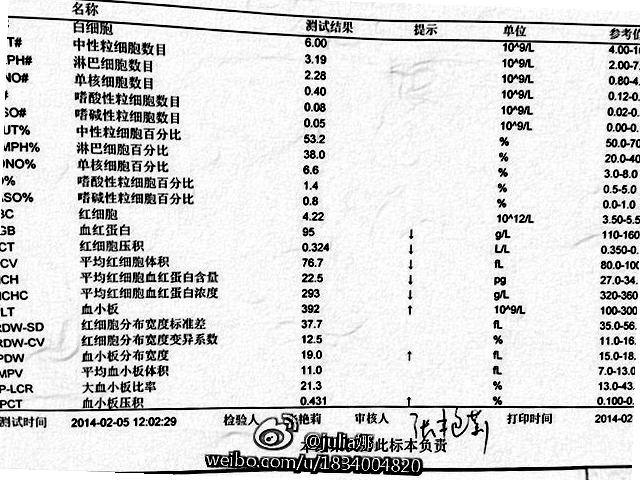 名称 测试结果 提示 单位 参考值
白细胞 6.00 10^9/L 4.00-10
T# 中性粒细胞数目 3.19 10^9/L 2.00-7
PH# 淋巴细胞数目 2.28 10^9/L 0.80-4
NO# 单核细胞数目 0.40 10^9/L 0.12-0
# 嗜酸性粒细胞数目 0.08 10^9/L 0.02-0
SO# 嗜碱性粒细胞数目 0.05 10^9/L 0.00-0
UT% 中性粒细胞百分比 53.2 % 50.0-70
MPH% 淋巴细胞百分比 38.0 % 20.0-40
ONO% 单核细胞百分比 6.6 % 3.0-8.0
% 嗜酸性粒细胞百分比 1.4 % 0.5-5.0
ASO% 嗜碱性粒细胞百分比 0.8 % 0.0-1.0
BC 红细胞 4.22 10^12/L 3.50-5.5
GB 血红蛋白 95 ↓ g/L 110-160
CT 红细胞压积 0.324 ↓ L/L 0.350-0
CV 平均红细胞体积 76.7 ↓ fL 80.0-100
CH 平均红细胞血红蛋白含量 22.5 ↓ pg 27.0-34
CHC 平均红细胞血红蛋白浓度 293 ↓ g/L 320-360
LT 血小板 392 ↑ 10^9/L 100-300
RDW-SD 红细胞分布宽度标准差 37.7 fL 35.0-56
RDW-CV 红细胞分布宽度变异系数 12.5 % 11.0-16
PDW 血小板分布宽度 19.0 ↑ fL 15.0-18
MPV 平均血小板体积 11.0 fL 7.0-13.0
P-LCR 大血小板比率 21.3 % 13.0-43
PCT 血小板压积 0.431 ↑ % 0.100-0
测试时间 2014-02-05 12:02:29 检验人 张艳莉 审核人 张艳莉 打印时间 2014-02
此标本负责
@julia娜
weibo.com/u/1834004820